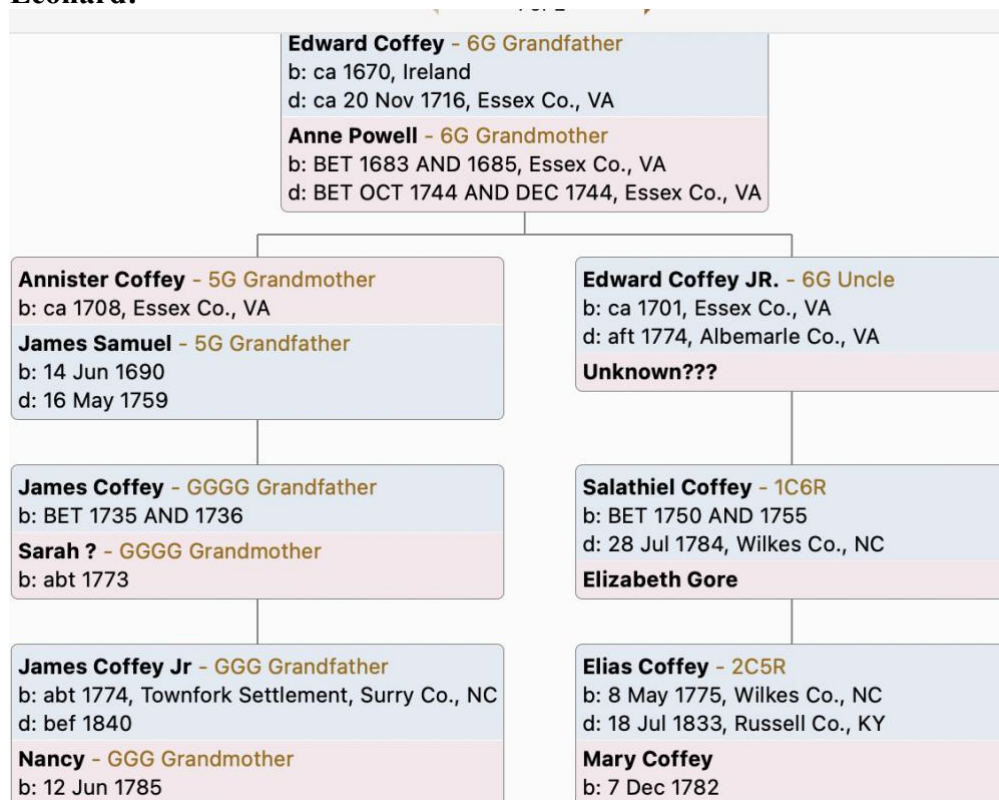 Leonard:
Edward Coffey - 6G Grandfather
b: ca 1670, Ireland
d: ca 20 Nov 1716, Essex Co., VA
Anne Powell - 6G Grandmother
b: BET 1683 AND 1685, Essex Co., VA
d: BET OCT 1744 AND DEC 1744, Essex Co., VA
Annister Coffey - 5G Grandmother
b: ca 1708, Essex Co., VA
James Samuel - 5G Grandfather
b: 14 Jun 1690
d: 16 May 1759
Edward Coffey JR. - 6G Uncle
b: ca 1701, Essex Co., VA
d: aft 1774, Albemarle Co., VA
Unknown???
James Coffey - GGGG Grandfather
b: BET 1735 AND 1736
Sarah ? - GGGG Grandmother
b: abt 1773
Salathiel Coffey - 1C6R
b: BET 1750 AND 1755
d: 28 Jul 1784, Wilkes Co., NC
Elizabeth Gore
James Coffey Jr - GGG Grandfather
b: abt 1774, Townfork Settlement, Surry Co., NC
d: bef 1840
Nancy - GGG Grandmother
b: 12 Jun 1785
Elias Coffey - 2C5R
b: 8 May 1775, Wilkes Co., NC
d: 18 Jul 1833, Russell Co., KY
Mary Coffey
b: 7 Dec 1782